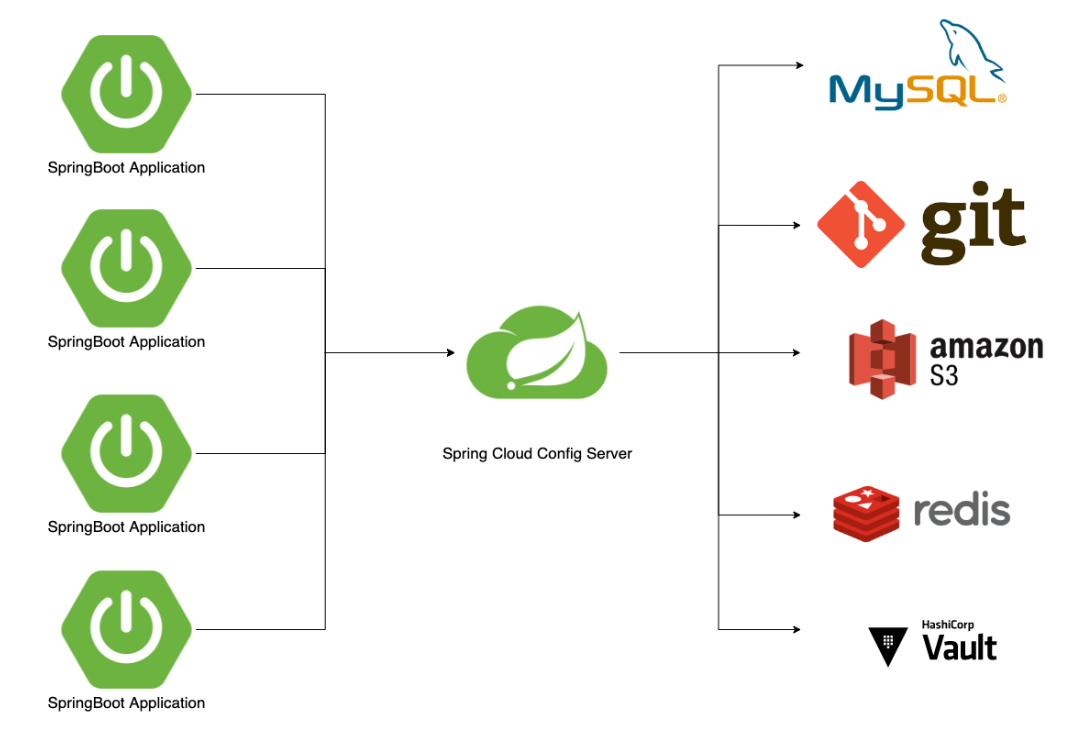 SpringBoot Application
SpringBoot Application
SpringBoot Application
SpringBoot Application
Spring Cloud Config Server
MySQL®
git
amazon
S3
redis
HashiCorp
Vault